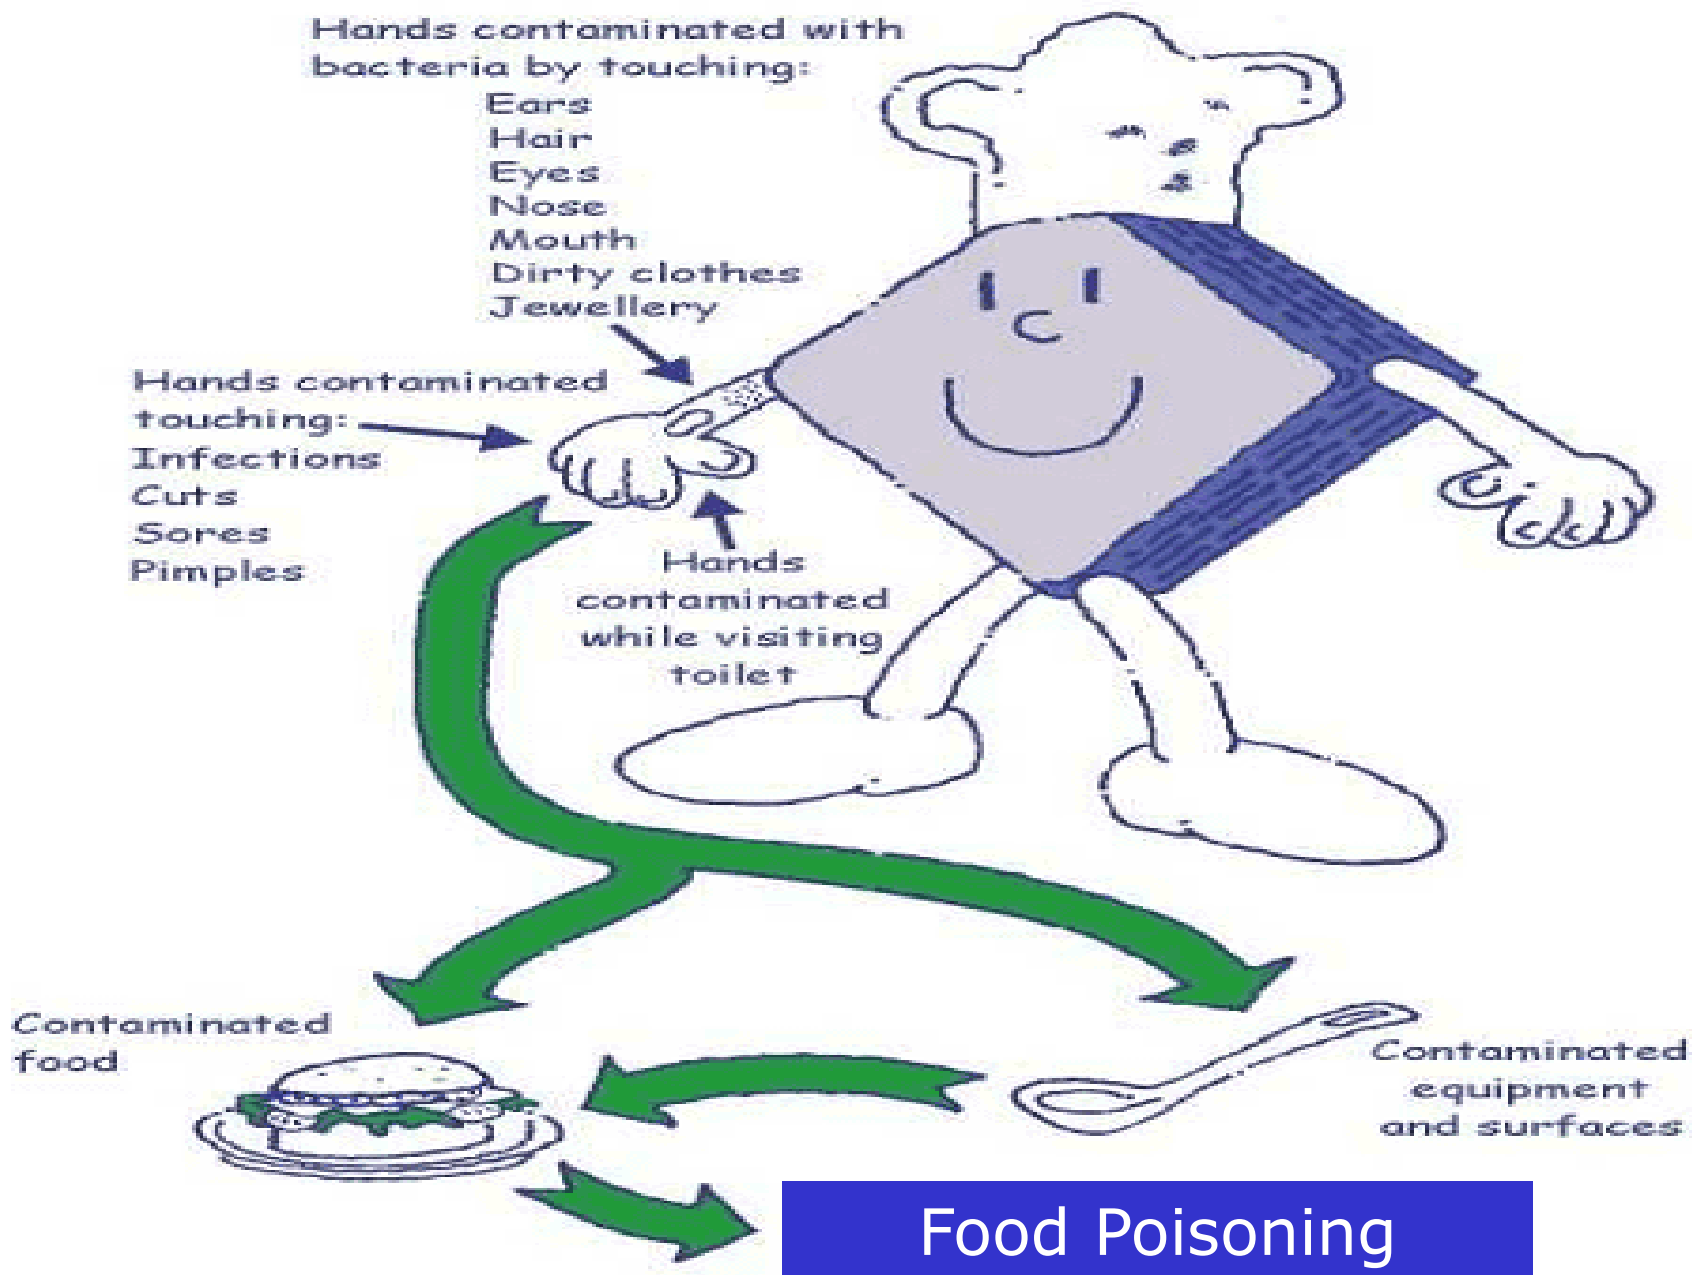 Hands contaminated with
bacteria by touching:
Ears
Hair
Eyes
Nose
Mouth
Dirty clothes
Jewellery
Hands contaminated
touching:
Infections
Cuts
Sores
Pimples
Hands
contaminated
while visiting
toilet
Contaminated
food
Contaminated
equipment
and surfaces
Food Poisoning